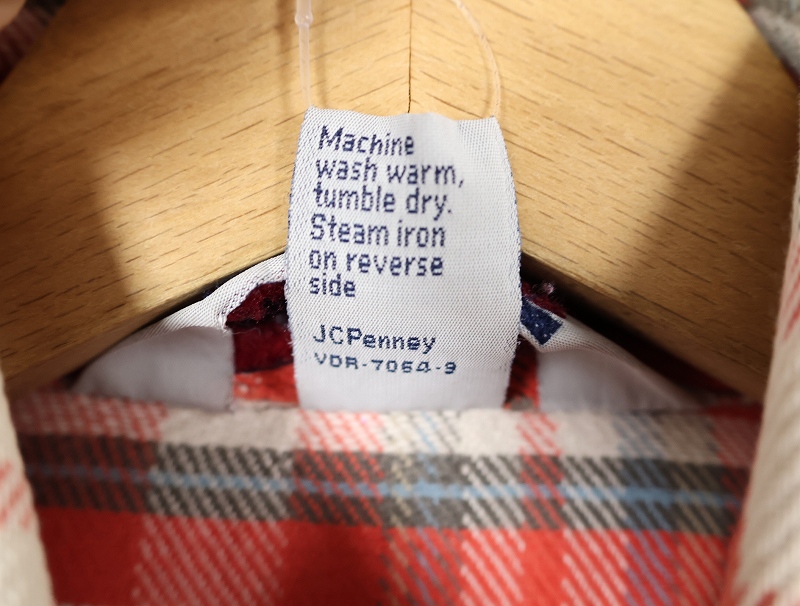 Machine
wash warm,
tumble dry.
Steam iron
on reverse
side
JCPenney
VDR-7064-9